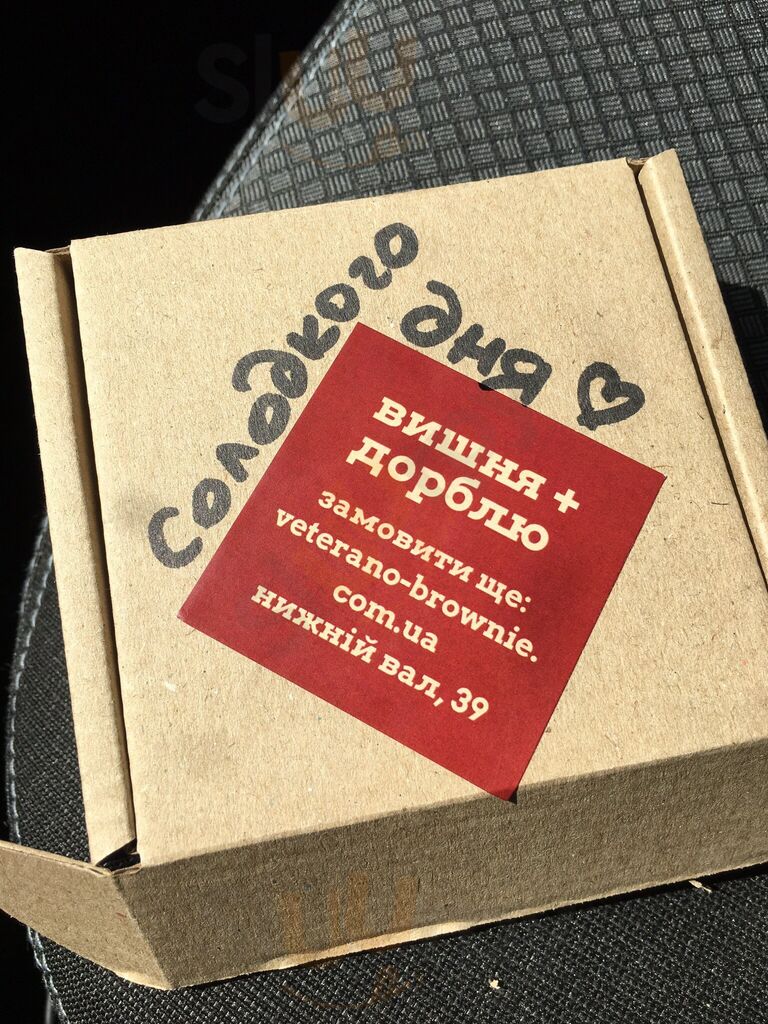 солодкого
дня
вишня +
дорблю
замовити ще:
veterano-brownie.
com.ua
нижній вал, 39